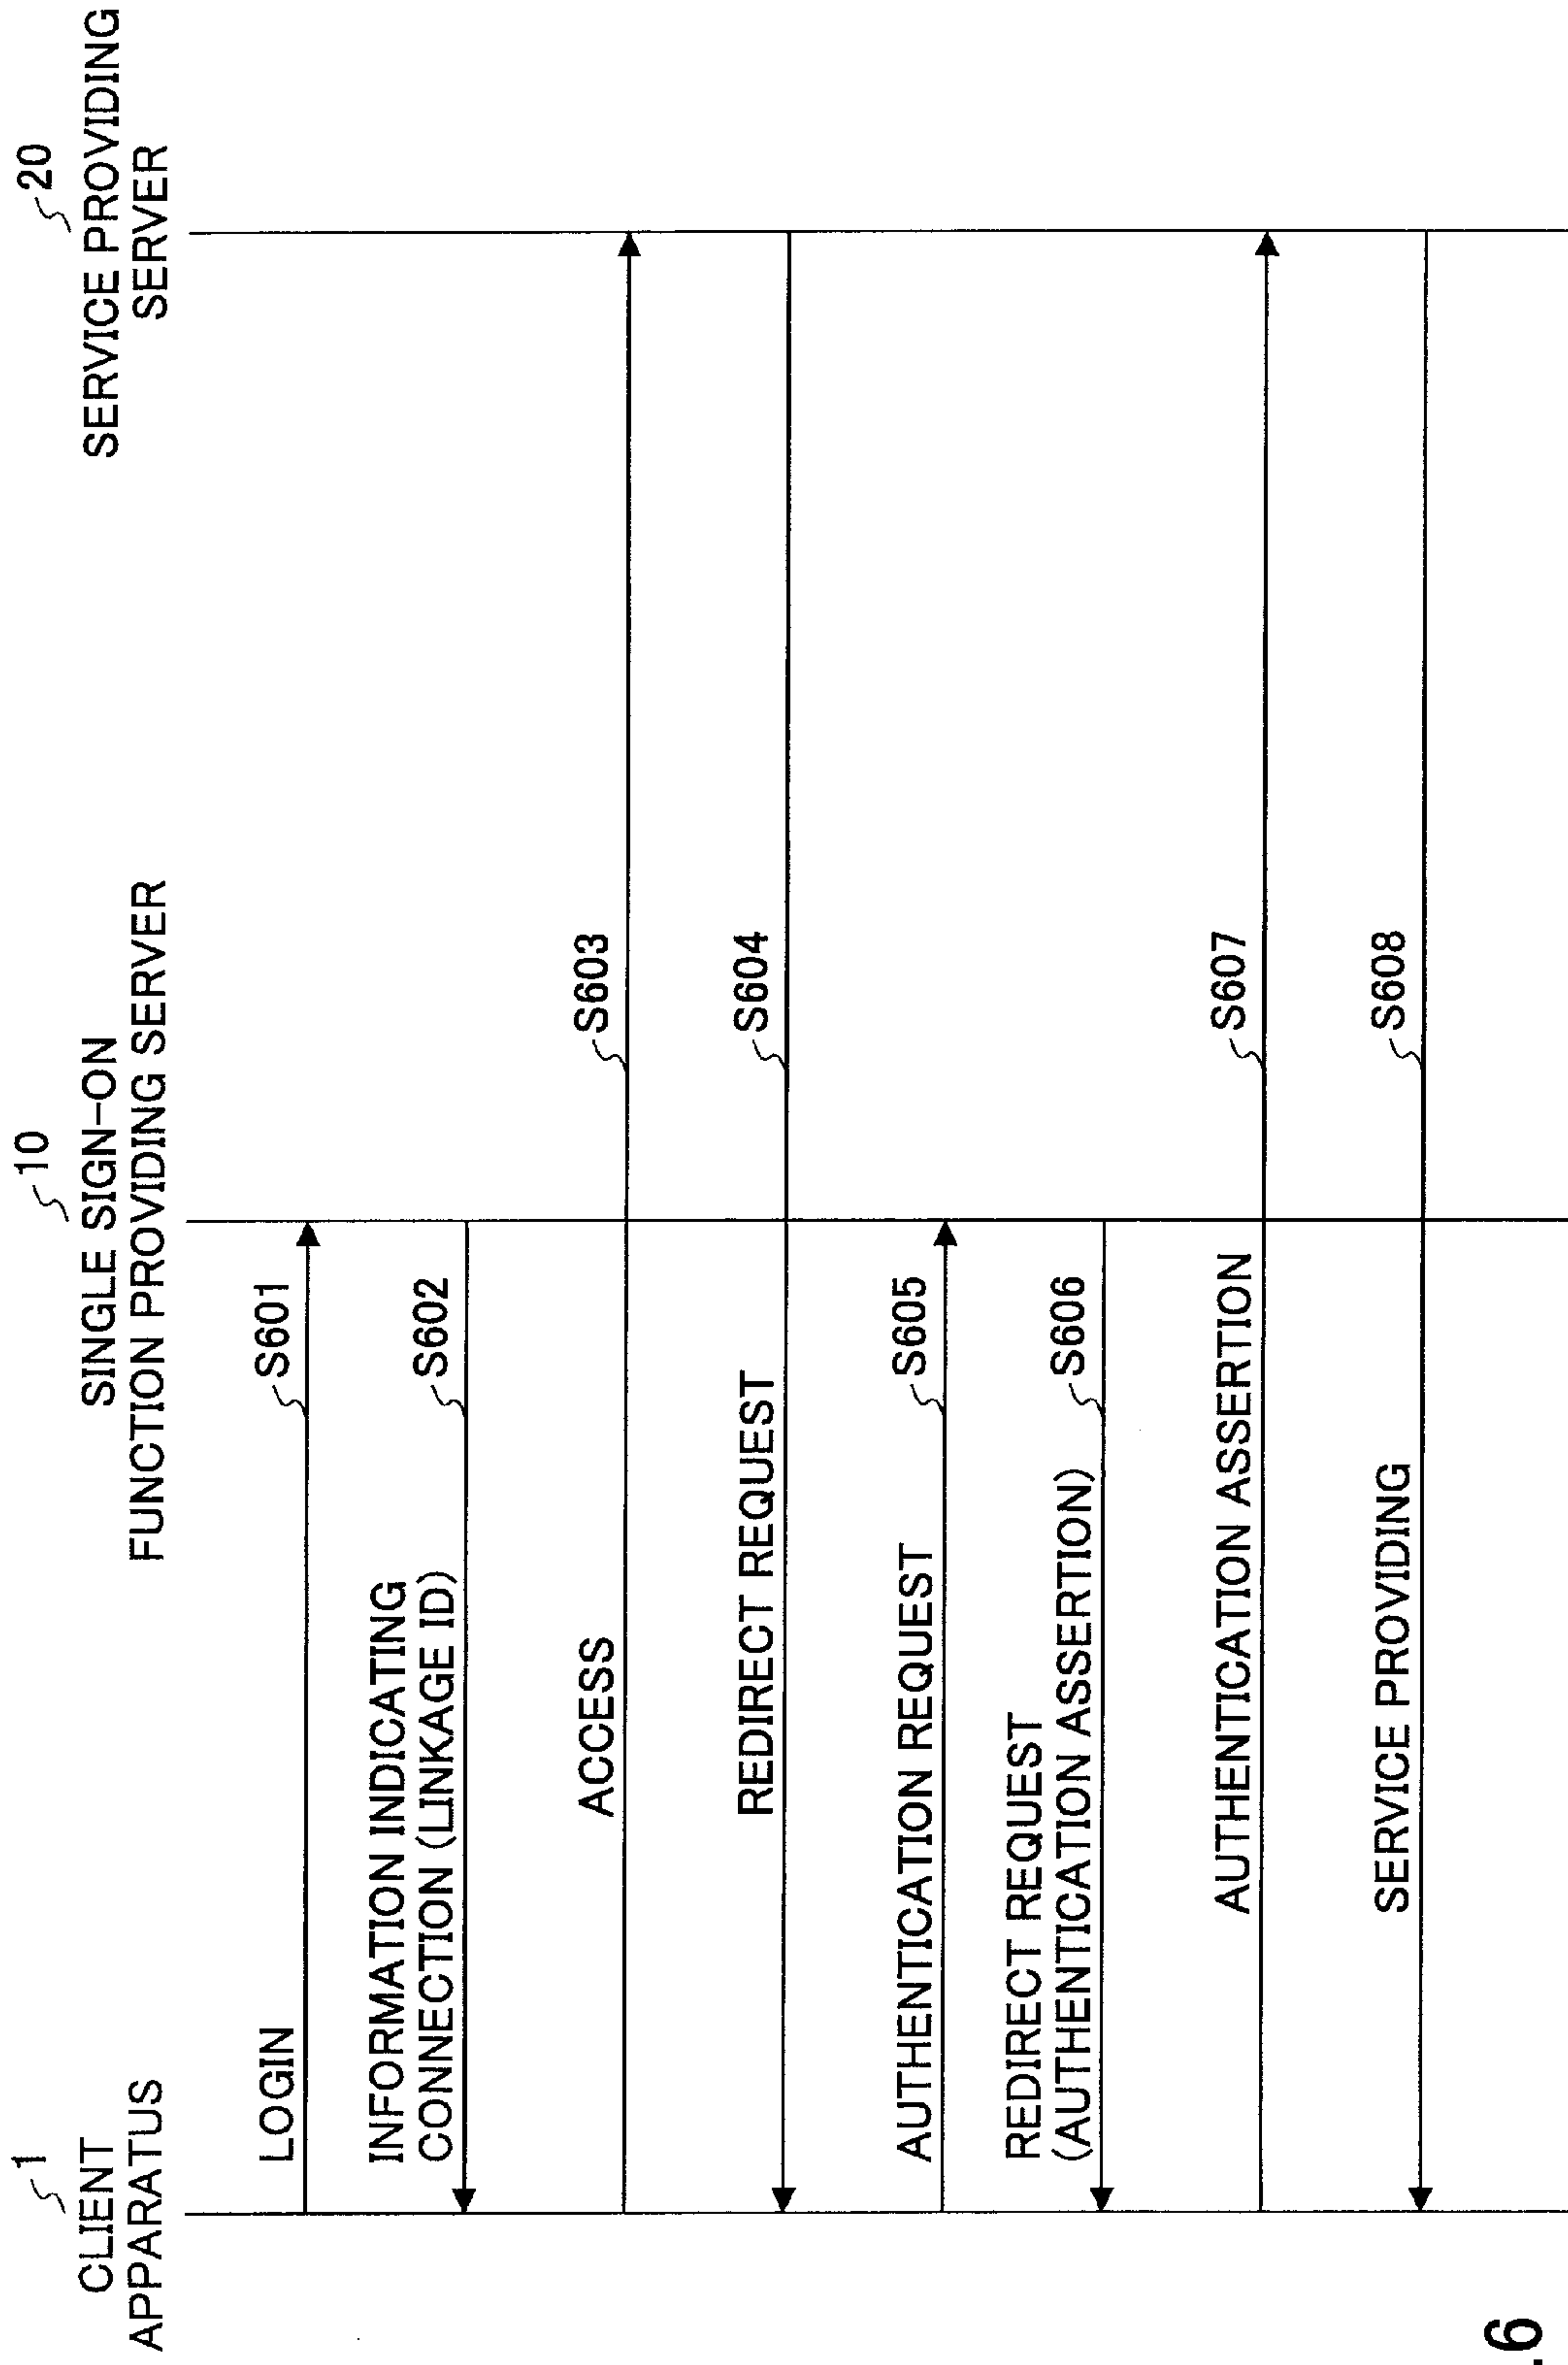 1
CLIENT
APPARATUS
10
SINGLE SIGN-ON
FUNCTION PROVIDING SERVER
20
SERVICE PROVIDING
SERVER
LOGIN
S601
INFORMATION INDICATING
CONNECTION (LINKAGE ID)
S602
ACCESS
S603
REDIRECT REQUEST
S604
AUTHENTICATION REQUEST
S605
REDIRECT REQUEST
(AUTHENTICATION ASSERTION)
S606
AUTHENTICATION ASSERTION
S607
SERVICE PROVIDING
S608
.6